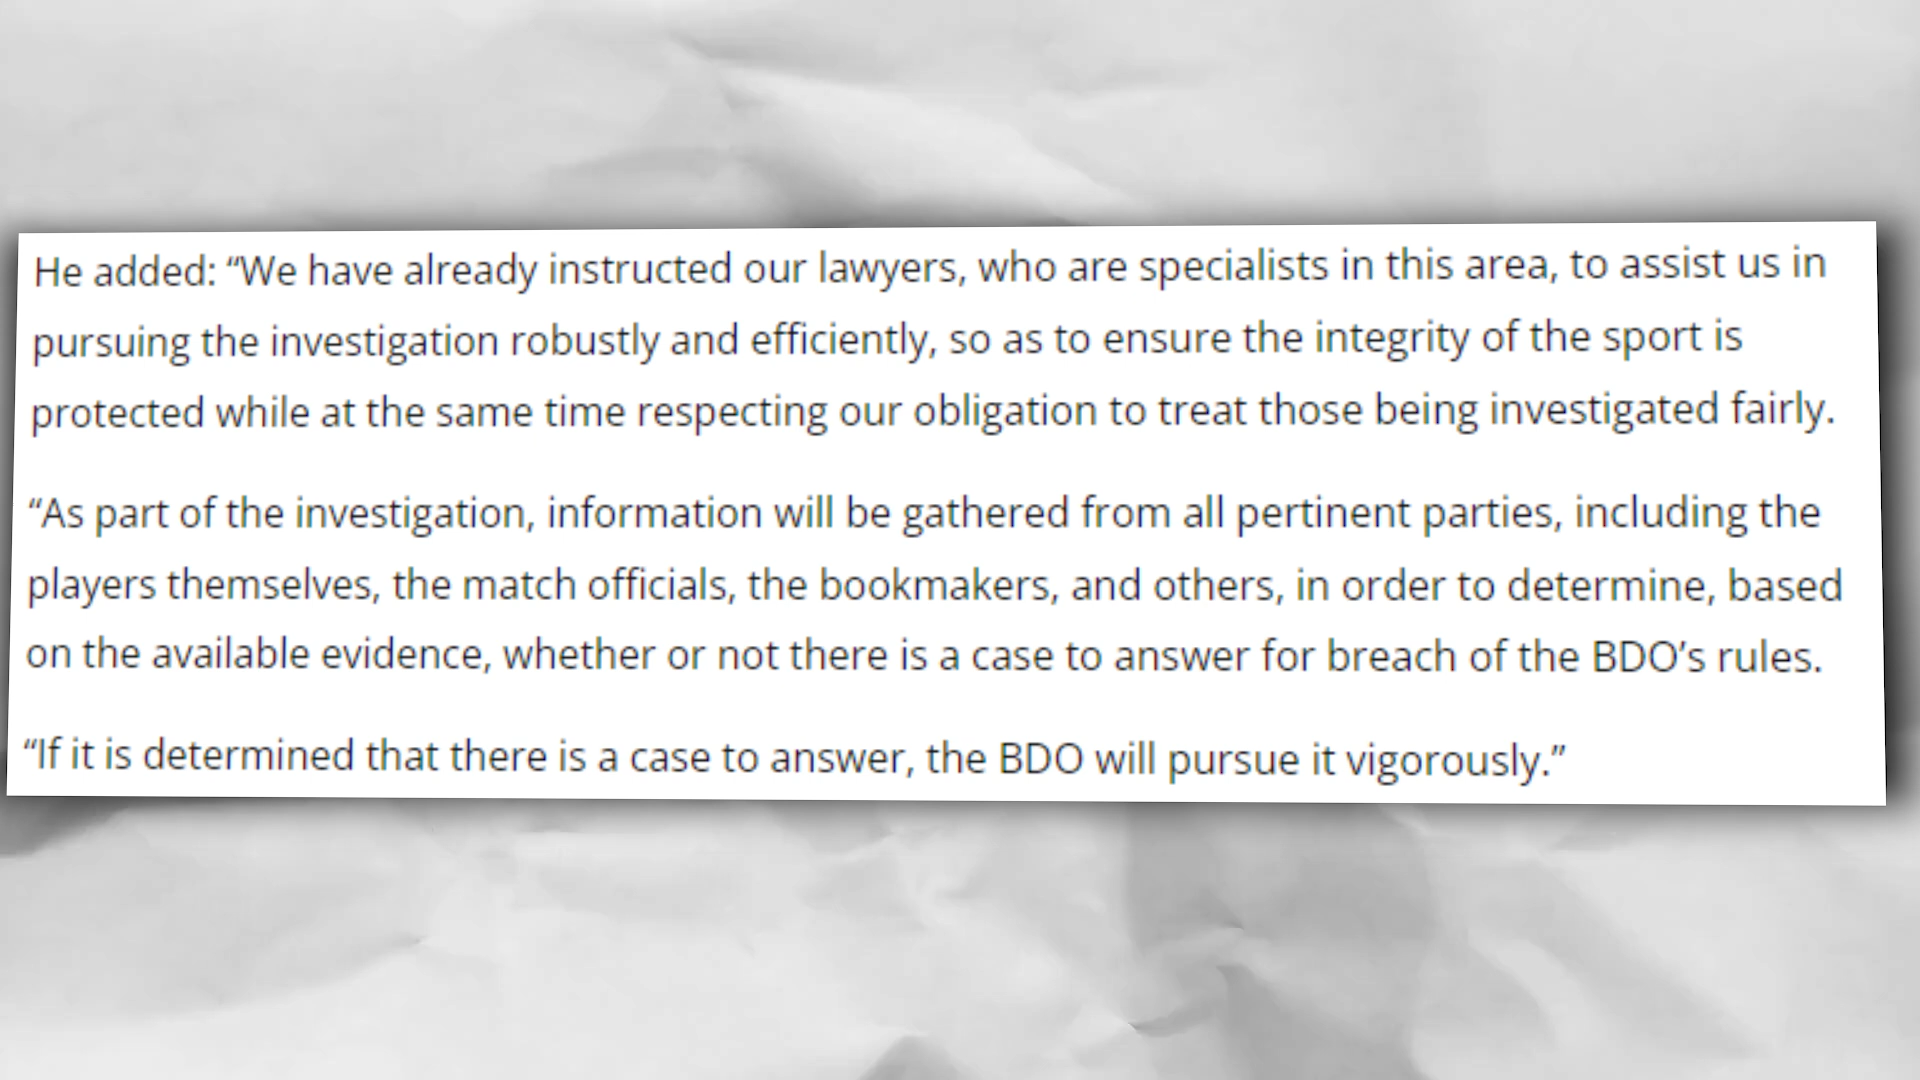 He added: “We have already instructed our lawyers, who are specialists in this area, to assist us in
pursuing the investigation robustly and efficiently, so as to ensure the integrity of the sport is
protected while at the same time respecting our obligation to treat those being investigated fairly.
“As part of the investigation, information will be gathered from all pertinent parties, including the
players themselves, the match officials, the bookmakers, and others, in order to determine, based
on the available evidence, whether or not there is a case to answer for breach of the BDO’s rules.
“If it is determined that there is a case to answer, the BDO will pursue it vigorously.”